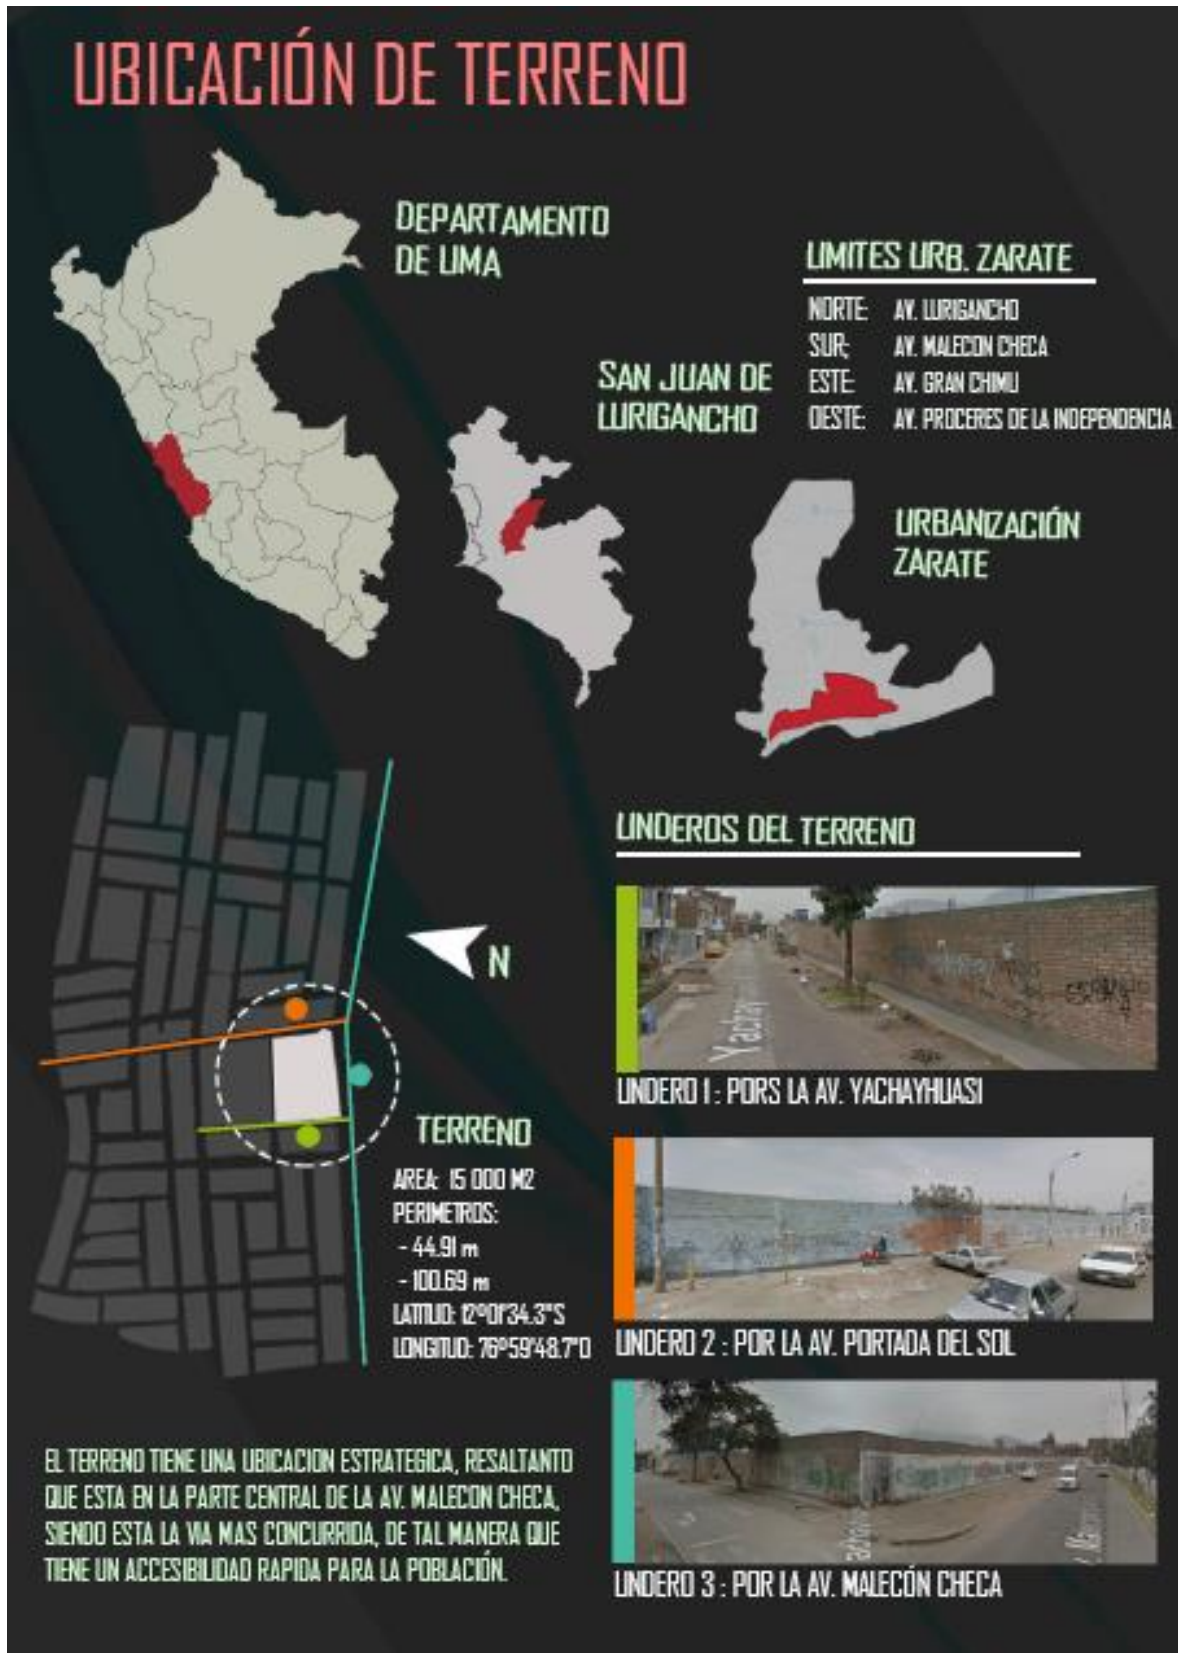 UBICACIÓN DE TERRENO
DEPARTAMENTO
DE LIMA
LIMITES URB. ZARATE
NORTE: AV. LURIGANCHO
SUR; AV. MALECON CHECA
ESTE: AV. GRAN CHIMU
OESTE: AV. PROCERES DE LA INDEPENDENCIA
SAN JUAN DE
LURIGANCHO
URBANIZACIÓN
ZARATE
N
TERRENO
AREA: 15 000 M2
PERIMETROS:
- 44.91 m
- 100.69 m
LATITUD: 12º01'34.3"S
LONGITUD: 76º59'48.7"O
EL TERRENO TIENE UNA UBICACION ESTRATEGICA, RESALTANTO
QUE ESTA EN LA PARTE CENTRAL DE LA AV. MALECON CHECA,
SIENDO ESTA LA VIA MAS CONCURRIDA, DE TAL MANERA QUE
TIENE UN ACCESIBILIDAD RAPIDA PARA LA POBLACIÓN.
LINDEROS DEL TERRENO
Yachay
LINDERO 1 : PORS LA AV. YACHAYHUASI
LINDERO 2 : POR LA AV. PORTADA DEL SOL
LINDERO 3 : POR LA AV. MALECÓN CHECA